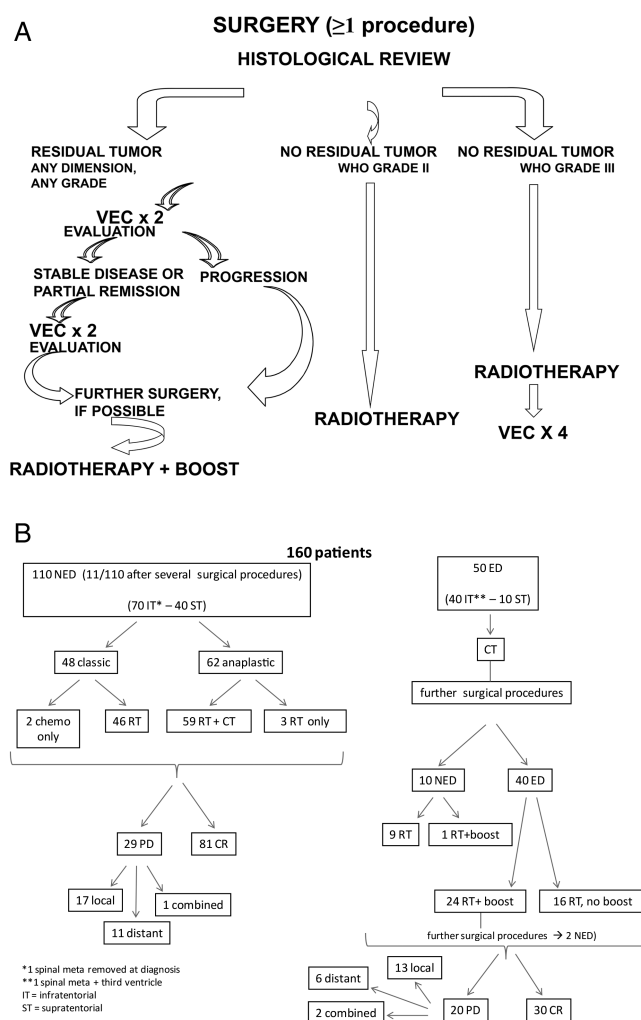 A
SURGERY (≥1 procedure)
HISTOLOGICAL REVIEW
RESIDUAL TUMOR
ANY DIMENSION,
ANY GRADE
NO RESIDUAL TUMOR
WHO GRADE II
NO RESIDUAL TUMOR
WHO GRADE III
VEC x 2
EVALUATION
STABLE DISEASE OR
PARTIAL REMISSION
PROGRESSION
VEC x 2
EVALUATION
FURTHER SURGERY,
IF POSSIBLE
RADIOTHERAPY + BOOST
RADIOTHERAPY
RADIOTHERAPY
VEC X 4
B
160 patients
110 NED (11/110 after several surgical procedures)
(70 IT* – 40 ST)
48 classic
62 anaplastic
2 chemo
only
46 RT
59 RT + CT
3 RT only
29 PD
81 CR
17 local
1 combined
11 distant
*1 spinal meta removed at diagnosis
**1 spinal meta + third ventricle
IT = infratentorial
ST = supratentorial
50 ED
(40 IT** – 10 ST)
CT
further surgical procedures
10 NED
40 ED
9 RT
1 RT+boost
24 RT+ boost
16 RT, no boost
further surgical procedures → 2 NED)
13 local
6 distant
2 combined
20 PD
30 CR